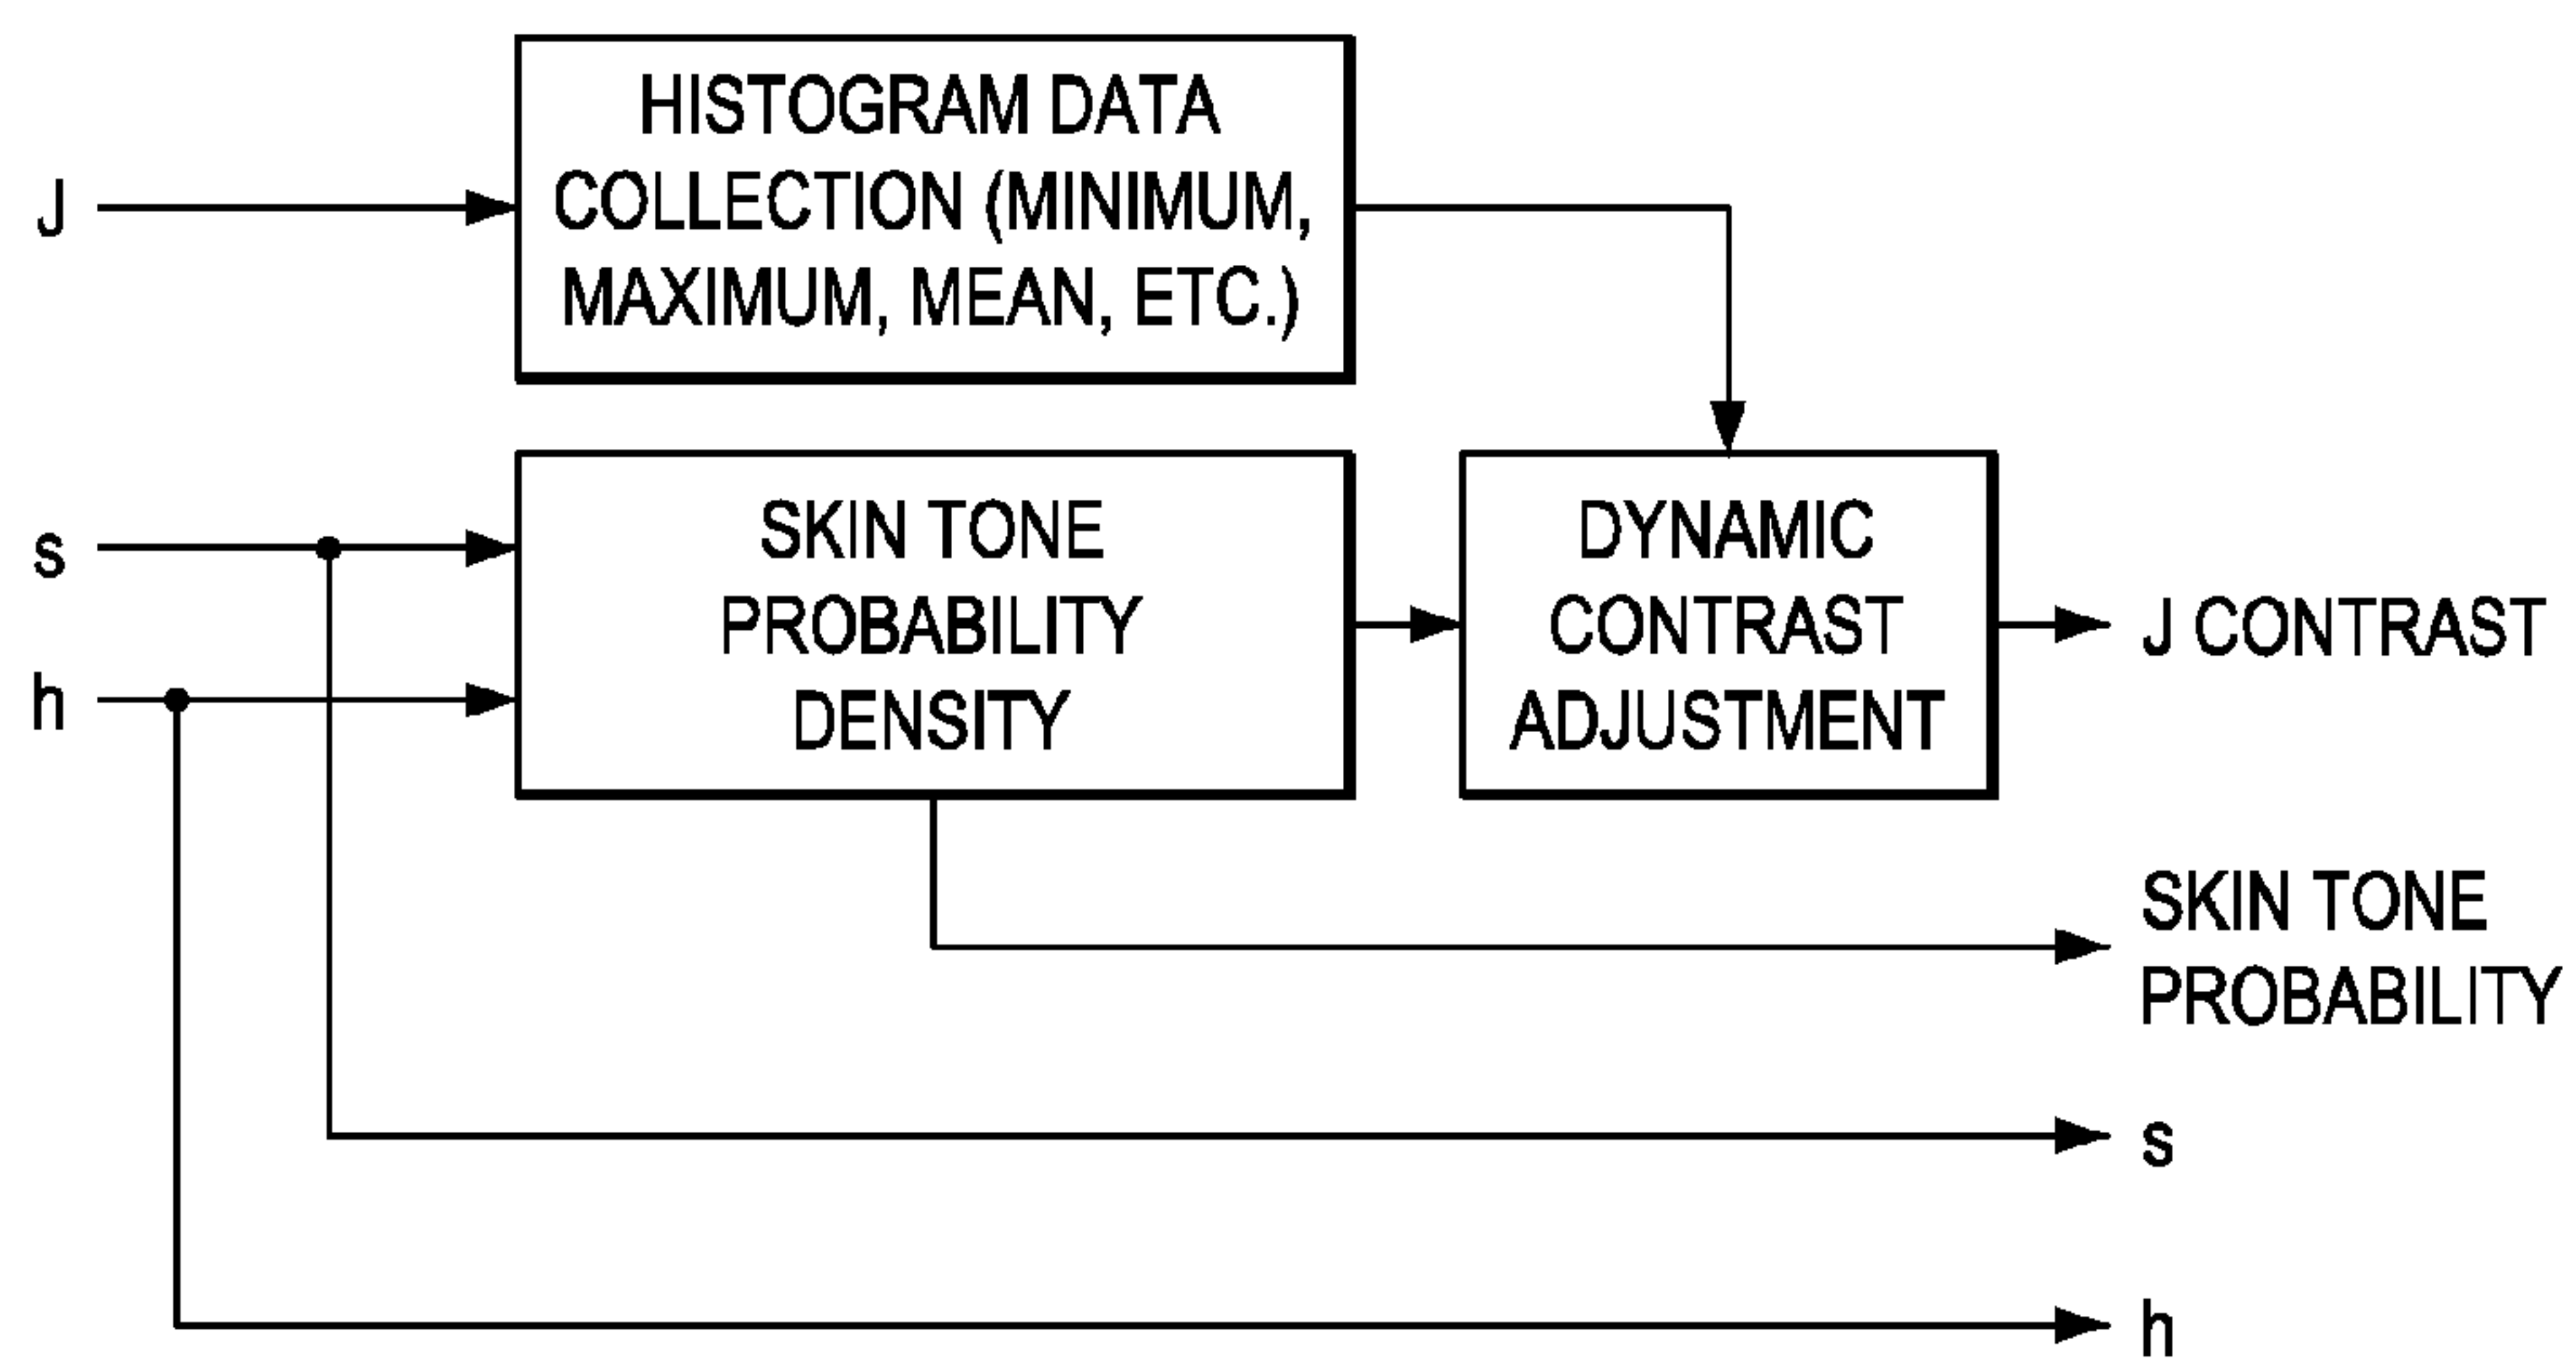 HISTOGRAM DATA
COLLECTION (MINIMUM,
MAXIMUM, MEAN, ETC.)
J
s
h
SKIN TONE
PROBABILITY
DENSITY
DYNAMIC
CONTRAST
ADJUSTMENT
J CONTRAST
SKIN TONE
PROBABILITY
s
h